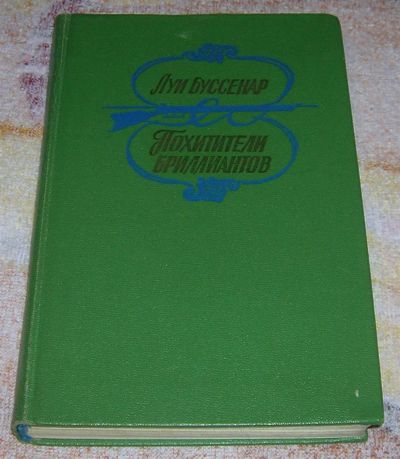 Луи Буссенар
Похитители
бриллиантов